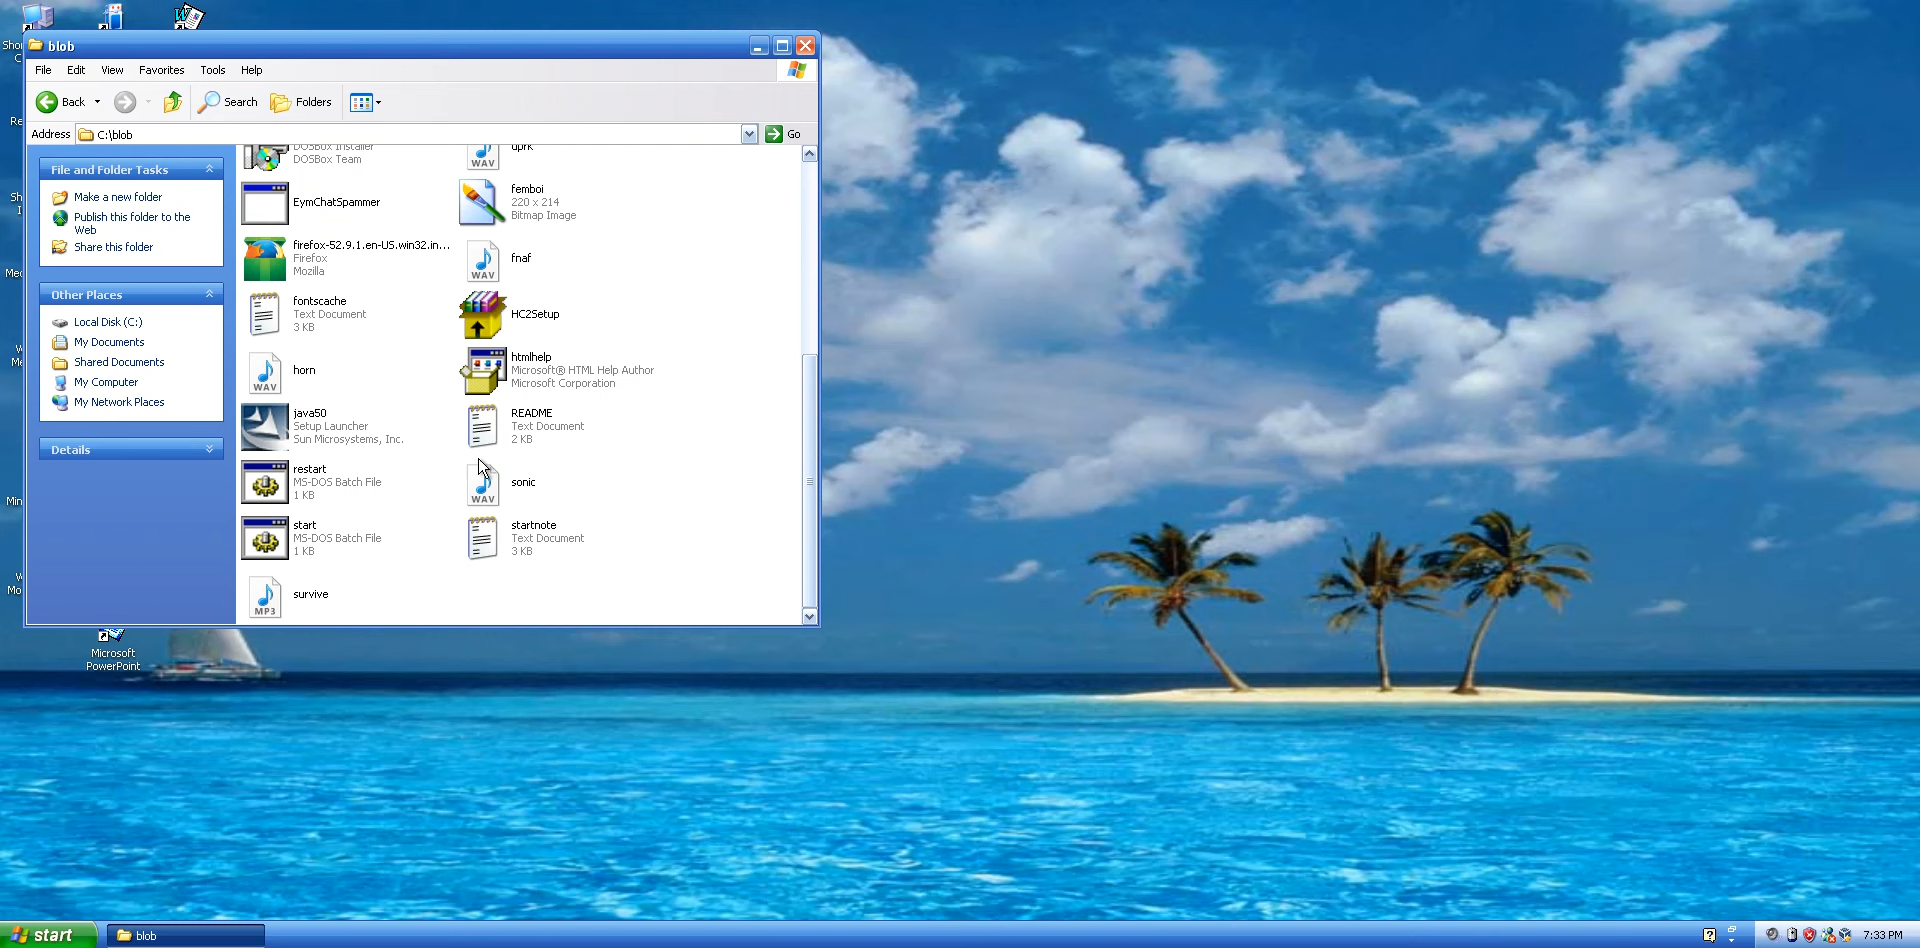 blob
File Edit View Favorites Tools Help
Back Search Folders
Address C:\blob Go
File and Folder Tasks
Make a new folder
Publish this folder to the
Web
Share this folder
Other Places
Local Disk (C:)
My Documents
Shared Documents
My Computer
My Network Places
Details
DOSBox Installer
DOSBox Team
EymChatSpammer
femboi
220 x 214
Bitmap Image
firefox-52.9.1.en-US.win32.in...
Firefox
Mozilla
WAV
fnaf
fontscache
Text Document
3 KB
HC2Setup
WAV
horn
htmlhelp
Microsoft® HTML Help Author
Microsoft Corporation
java50
Setup Launcher
Sun Microsystems, Inc.
README
Text Document
2 KB
restart
MS-DOS Batch File
1 KB
WAV
sonic
start
MS-DOS Batch File
1 KB
startnote
Text Document
3 KB
MP3
survive
WAV
Microsoft
PowerPoint
start
blob
7:33 PM